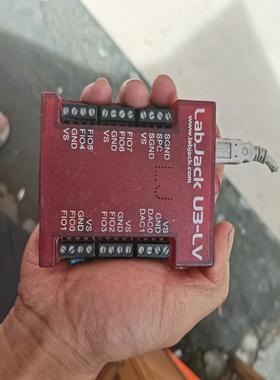 LabJack U3-LV
www.labjack.com
SGND
SPC
SGND
VS
FIO7
FIO6
GND
VS
FIO5
FIO4
GND
VS
VS
GND
DAC0
DAC1
VS
GND
FIO2
FIO3
VS
GND
FIO0
FIO1